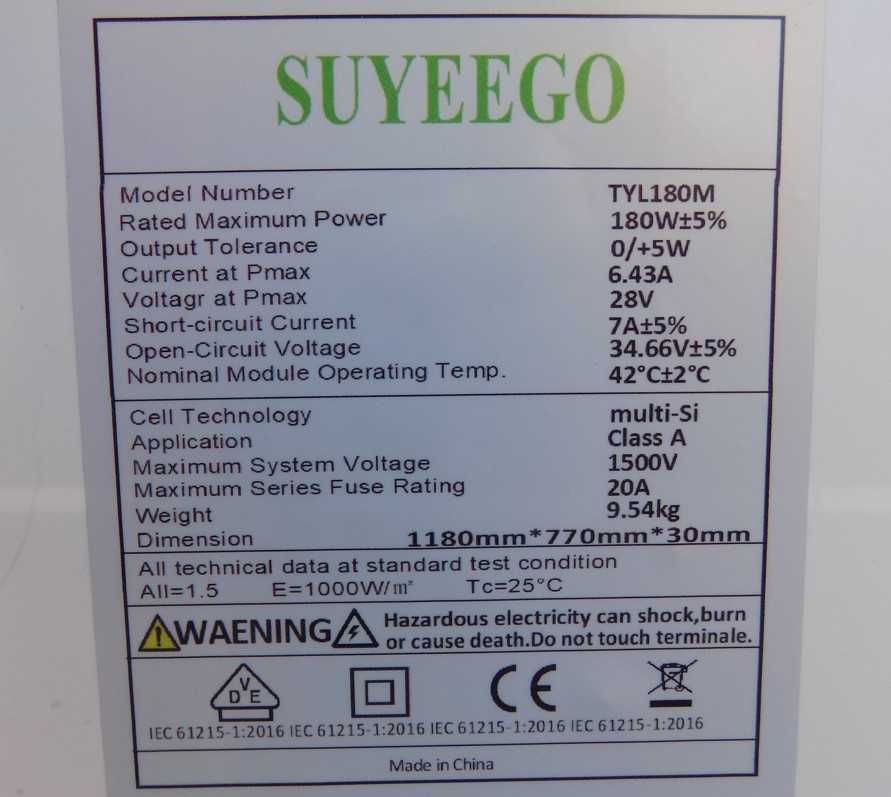 SUYEEGO
Model Number TYL180M
Rated Maximum Power 180W±5%
Output Tolerance 0/+5W
Current at Pmax 6.43A
Voltagr at Pmax 28V
Short-circuit Current 7A±5%
Open-Circuit Voltage 34.66V±5%
Nominal Module Operating Temp. 42°C±2°C
Cell Technology multi-Si
Application Class A
Maximum System Voltage 1500V
Maximum Series Fuse Rating 20A
Weight 9.54kg
Dimension 1180mm*770mm*30mm
All technical data at standard test condition
All=1.5 E=1000W/㎡ Tc=25°C
WAENING Hazardous electricity can shock,burn
or cause death.Do not touch terminale.
DVE CE
IEC 61215-1:2016 IEC 61215-1:2016 IEC 61215-1:2016 IEC 61215-1:2016
Made in China